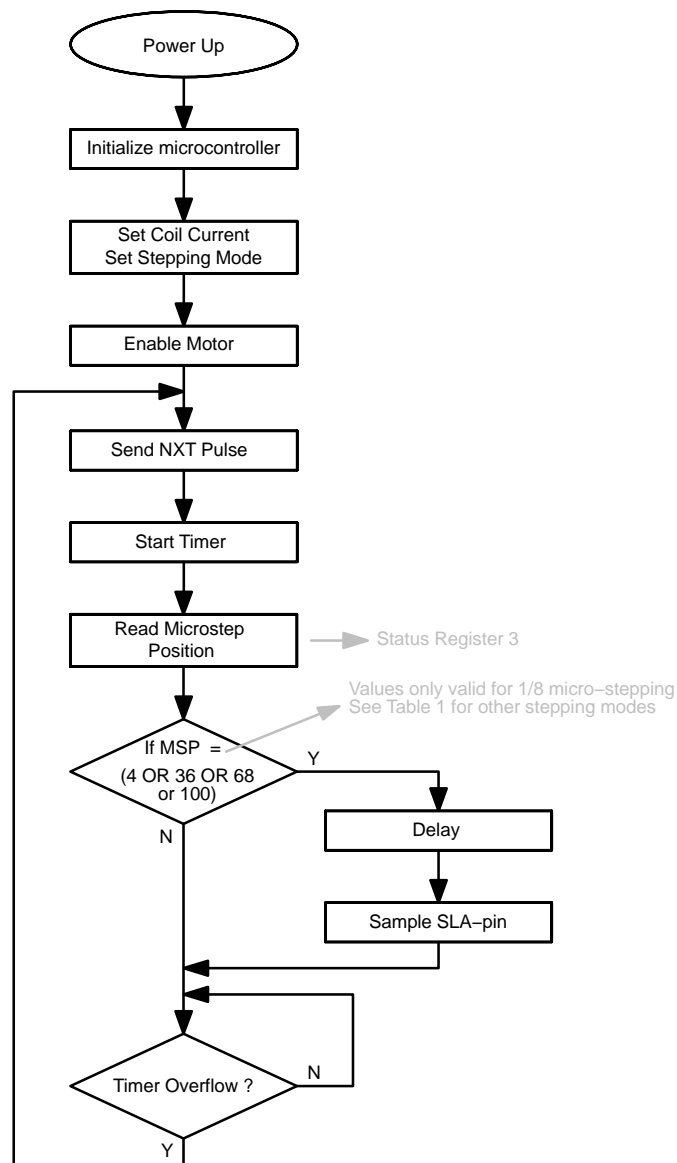 Power Up
Initialize microcontroller
Set Coil Current
Set Stepping Mode
Enable Motor
Send NXT Pulse
Start Timer
Read Microstep
Position
Status Register 3
Values only valid for 1/8 micro−stepping
See Table 1 for other stepping modes
If MSP =
(4 OR 36 OR 68
or 100)
Y
N
Delay
Sample SLA−pin
Timer Overflow ?
N
Y